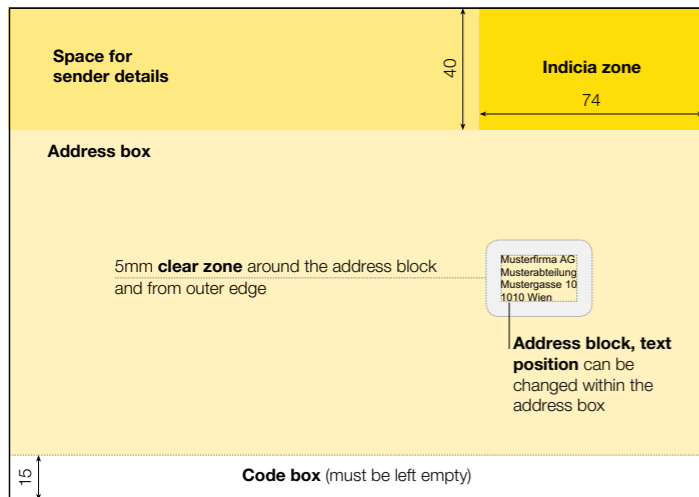 Space for
sender details
40
Indicia zone
74
Address box
5mm clear zone around the address block
and from outer edge
Musterfirma AG
Musterabteilung
Mustergasse 10
1010 Wien
Address block, text
position can be
changed within the
address box
15
Code box (must be left empty)